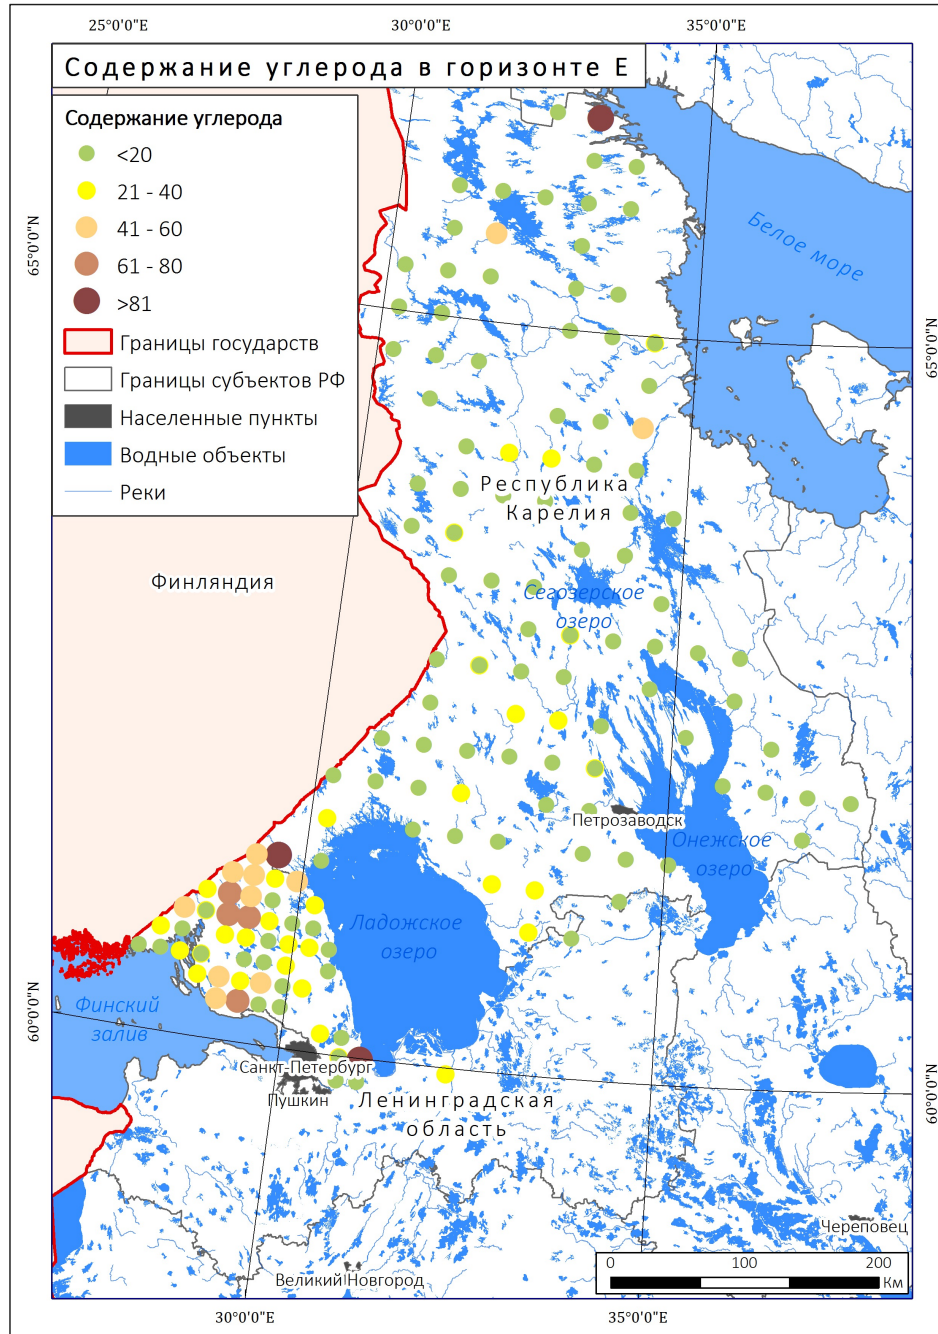 25°0'0"E
30°0'0"E
35°0'0"E
Содержание углерода в горизонте E
Содержание углерода
<20
21 - 40
41 - 60
61 - 80
>81
Границы государств
Границы субъектов РФ
Населенные пункты
Водные объекты
Реки
65°0'0"N
Белое море
65°0'0"N
Республика
Карелия
Финляндия
Сегозерское
озеро
Петрозаводск
Онежское
озеро
Ладожское
озеро
60°0'0"N
Финский
залив
Санкт-Петербург
Пушкин
Ленинградская
область
60°0'0"N
Череповец
Великий Новгород
0
100
200
Км
30°0'0"E
35°0'0"E